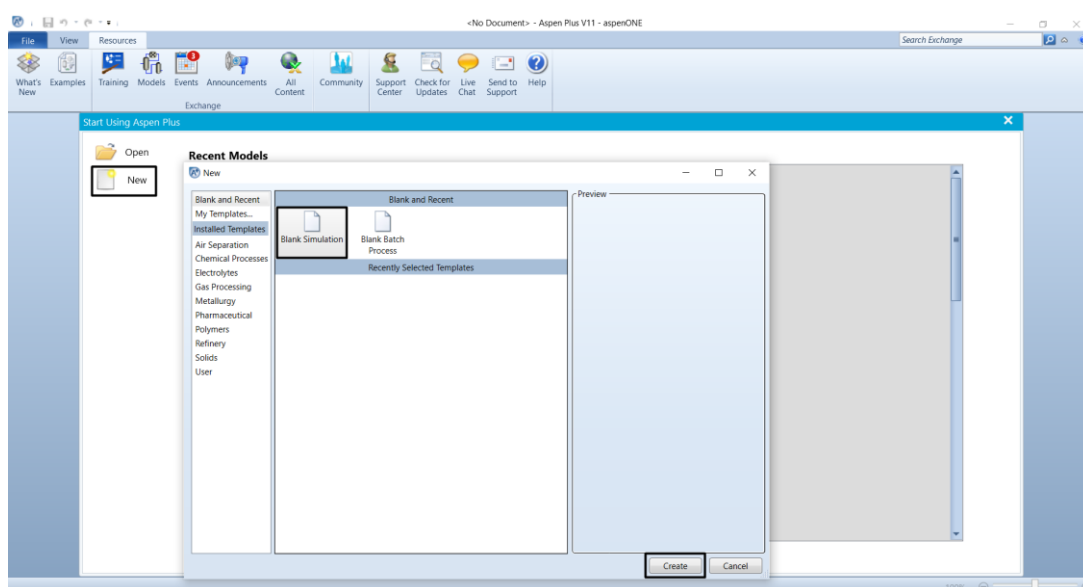 <No Document> - Aspen Plus V11 - aspenONE
File View Resources Search Exchange
What's New
Examples
Training
Models
Events
Announcements
All Content
Community
Support Center
Check for Updates
Live Chat
Send to Support
Help
Exchange
Start Using Aspen Plus
Open
New
Recent Models
New
Blank and Recent
My Templates...
Installed Templates
Air Separation
Chemical Processes
Electrolytes
Gas Processing
Metallurgy
Pharmaceutical
Polymers
Refinery
Solids
User
Blank and Recent
Blank Simulation
Blank Batch
Process
Recently Selected Templates
Preview
Create Cancel